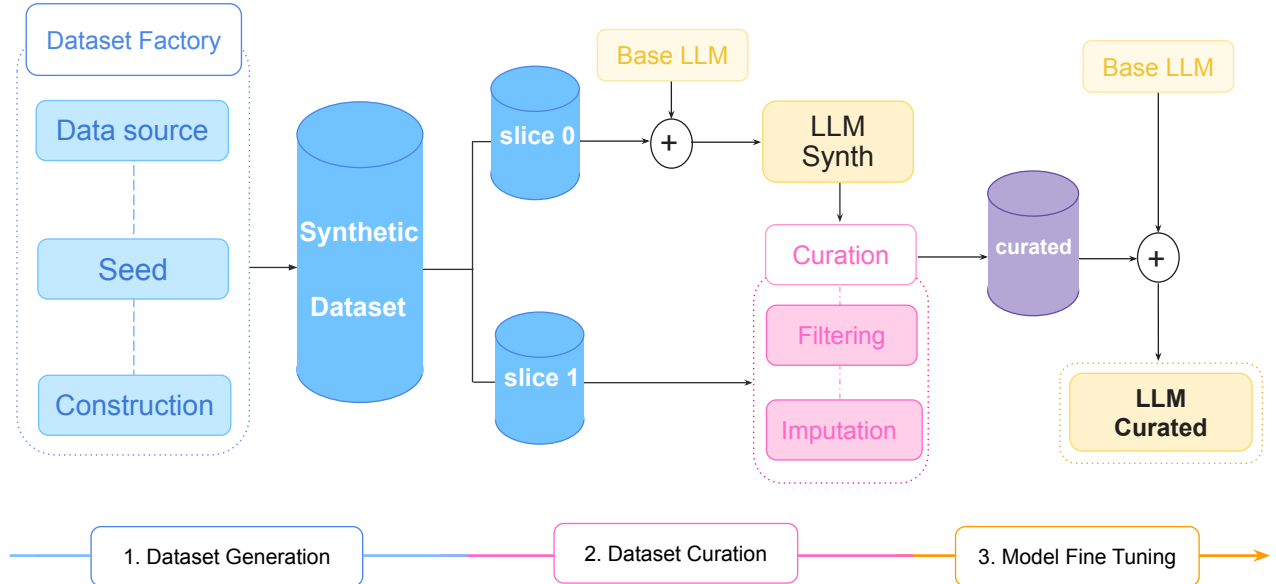 Dataset Factory
Data source
Seed
Construction
Synthetic
Dataset
slice 0
slice 1
Base LLM
+
LLM
Synth
Curation
Filtering
Imputation
curated
Base LLM
+
LLM
Curated
1. Dataset Generation
2. Dataset Curation
3. Model Fine Tuning